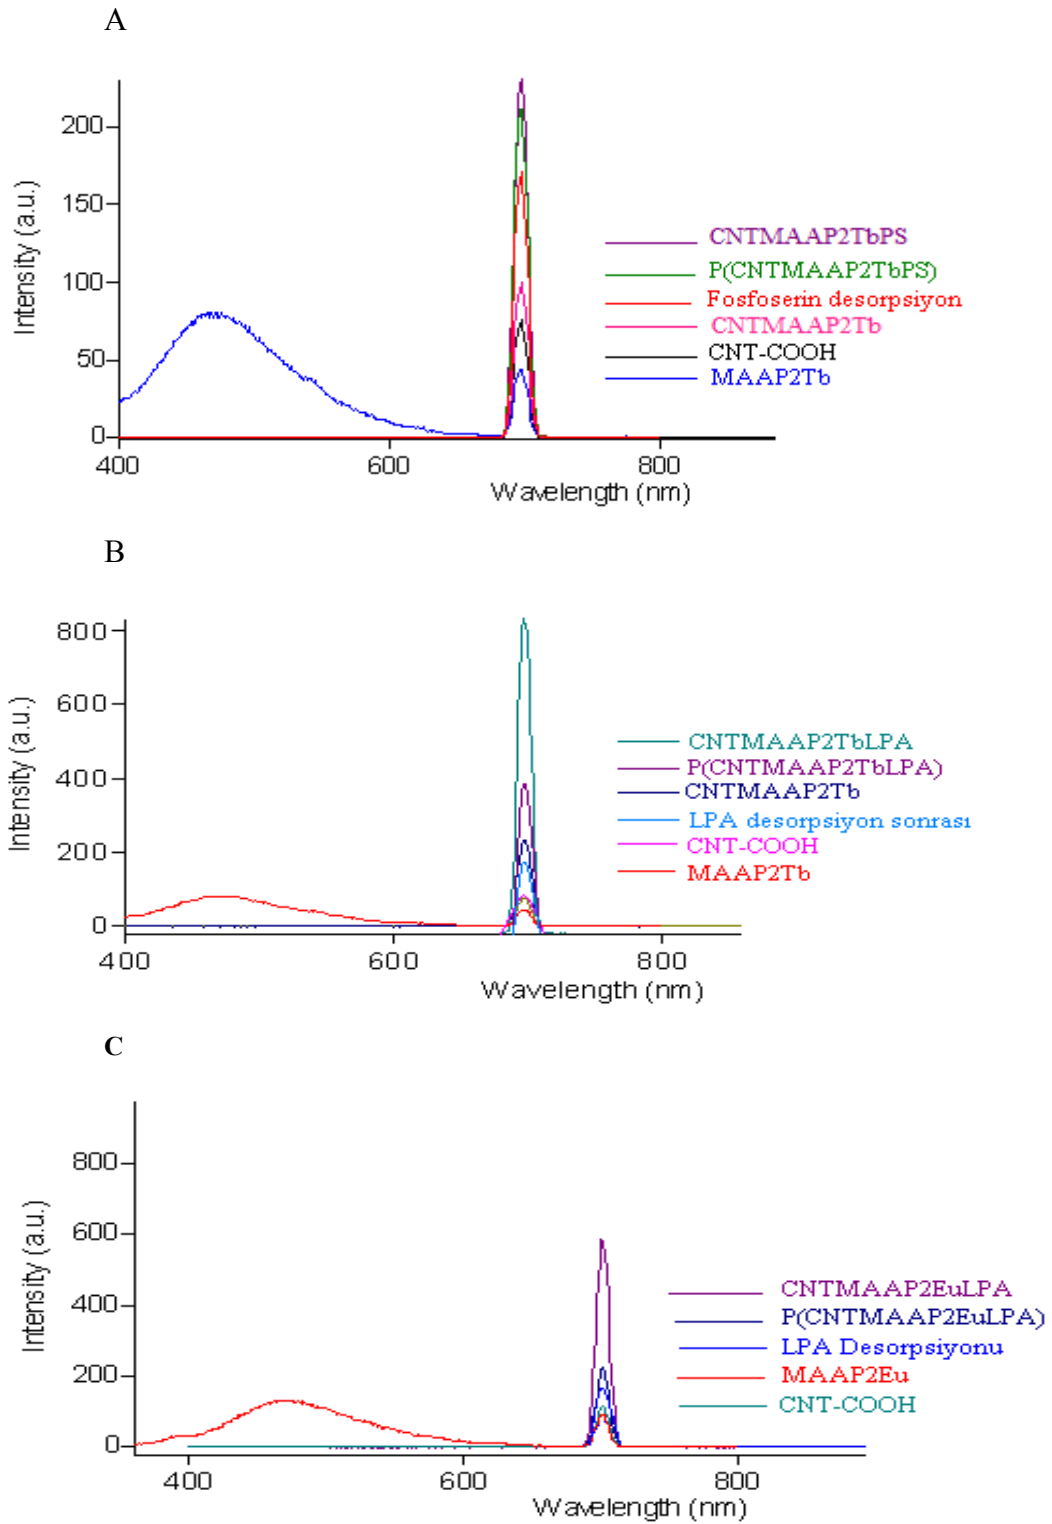 A
Intensity (a.u.)
200
150
100
50
0
400
600
800
Wavelength (nm)
CNTMAAP2TbPS
P(CNTMAAP2TbPS)
Fosfoserin desorpsiyon
CNTMAAP2Tb
CNT-COOH
MAAP2Tb
B
Intensity (a.u.)
800
600
400
200
0
400
600
800
Wavelength (nm)
CNTMAAP2TbLPA
P(CNTMAAP2TbLPA)
CNTMAAP2Tb
LPA desorpsiyon sonrası
CNT-COOH
MAAP2Tb
C
Intensity (a.u.)
800
600
400
200
0
400
600
800
Wavelength (nm)
CNTMAAP2EuLPA
P(CNTMAAP2EuLPA)
LPA Desorpsiyonu
MAAP2Eu
CNT-COOH